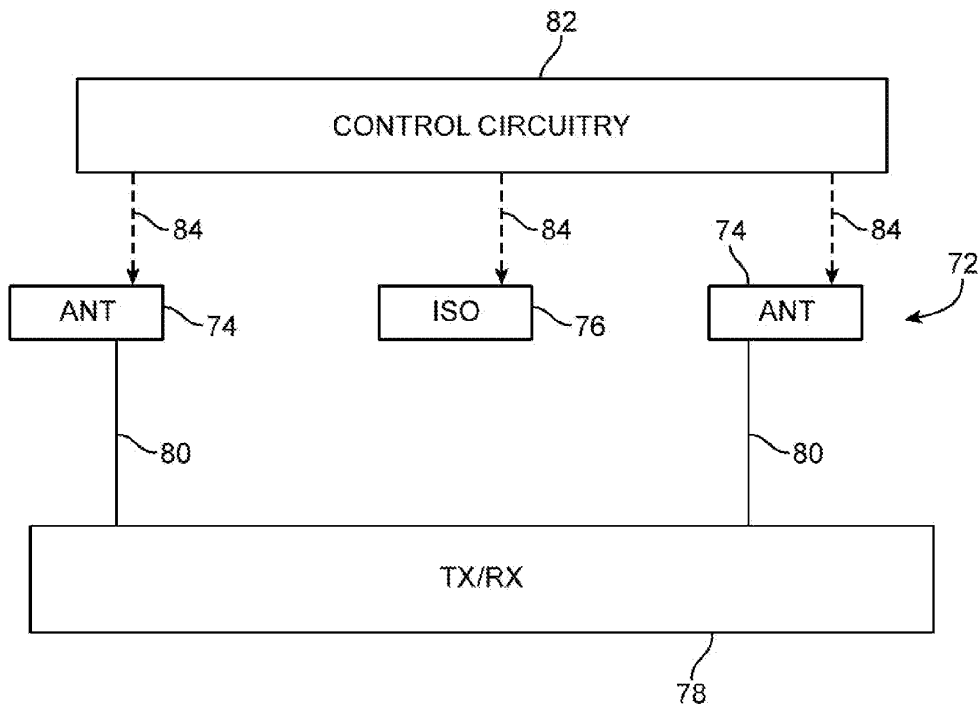 82
CONTROL CIRCUITRY
84
84
74
84
72
ANT
74
ISO
76
ANT
80
80
TX/RX
78